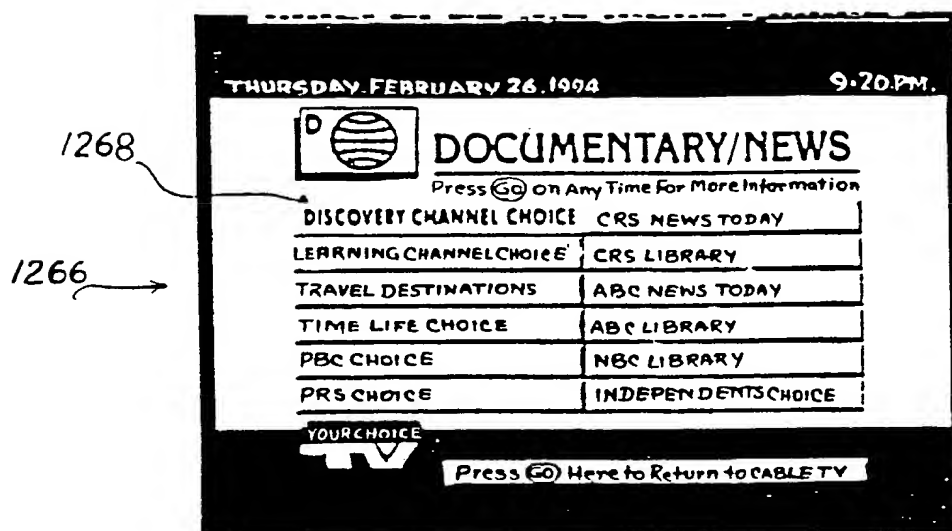 THURSDAY.FEBRUARY 26.1994 9·20.PM.
D
1268
DOCUMENTARY/NEWS
Press GO on Any Time For More Information
DISCOVERY CHANNEL CHOICE CRS NEWS TODAY
LEARNING CHANNEL CHOICE CRS LIBRARY
1266
TRAVEL DESTINATIONS ABC NEWS TODAY
TIME LIFE CHOICE ABC LIBRARY
PBC CHOICE NBC LIBRARY
PRS CHOICE INDEPENDENTS CHOICE
YOUR CHOICE
TV
Press GO Here to Return to CABLE TV